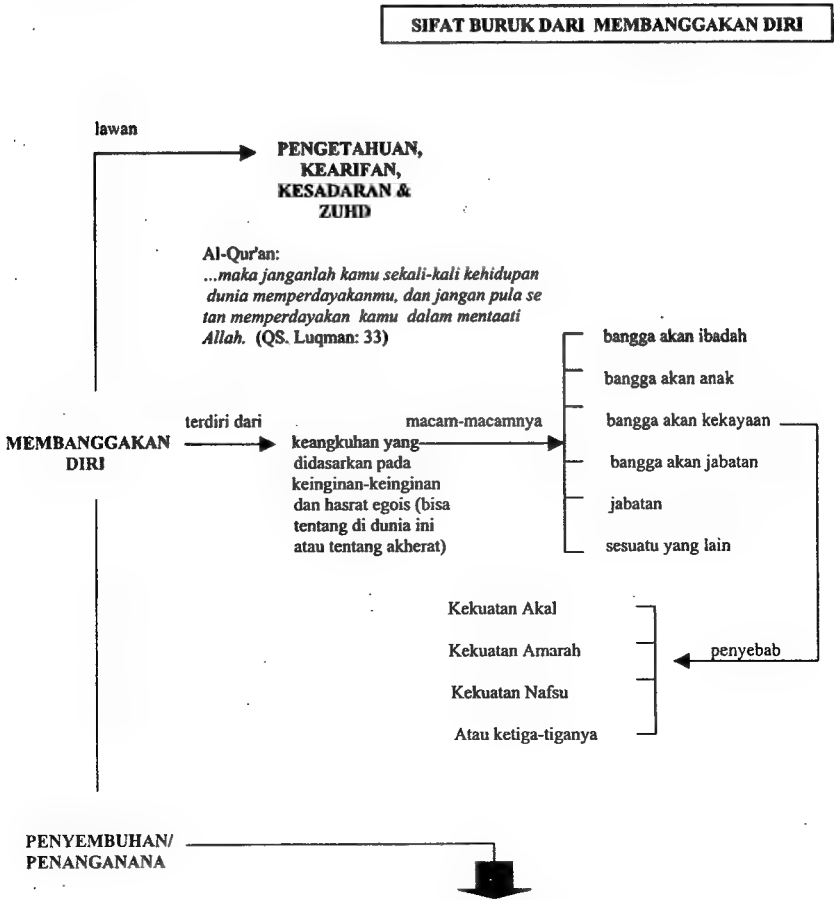 SIFAT BURUK DARI MEMBANGGAKAN DIRI
lawan
PENGETAHUAN,
KEARIFAN,
KESADARAN &
ZUHD
Al-Qur'an:
...maka janganlah kamu sekali-kali kehidupan
dunia memperdayakanmu, dan jangan pula se
tan memperdayakan kamu dalam mentaati
Allah. (QS. Luqman: 33)
MEMBANGGAKAN
DIRI
terdiri dari
keangkuhan yang
didasarkan pada
keinginan-keinginan
dan hasrat egois (bisa
tentang di dunia ini
atau tentang akherat)
macam-macamnya
bangga akan ibadah
bangga akan anak
bangga akan kekayaan
bangga akan jabatan
jabatan
sesuatu yang lain
penyebab
Kekuatan Akal
Kekuatan Amarah
Kekuatan Nafsu
Atau ketiga-tiganya
PENYEMBUHAN/
PENANGANANA